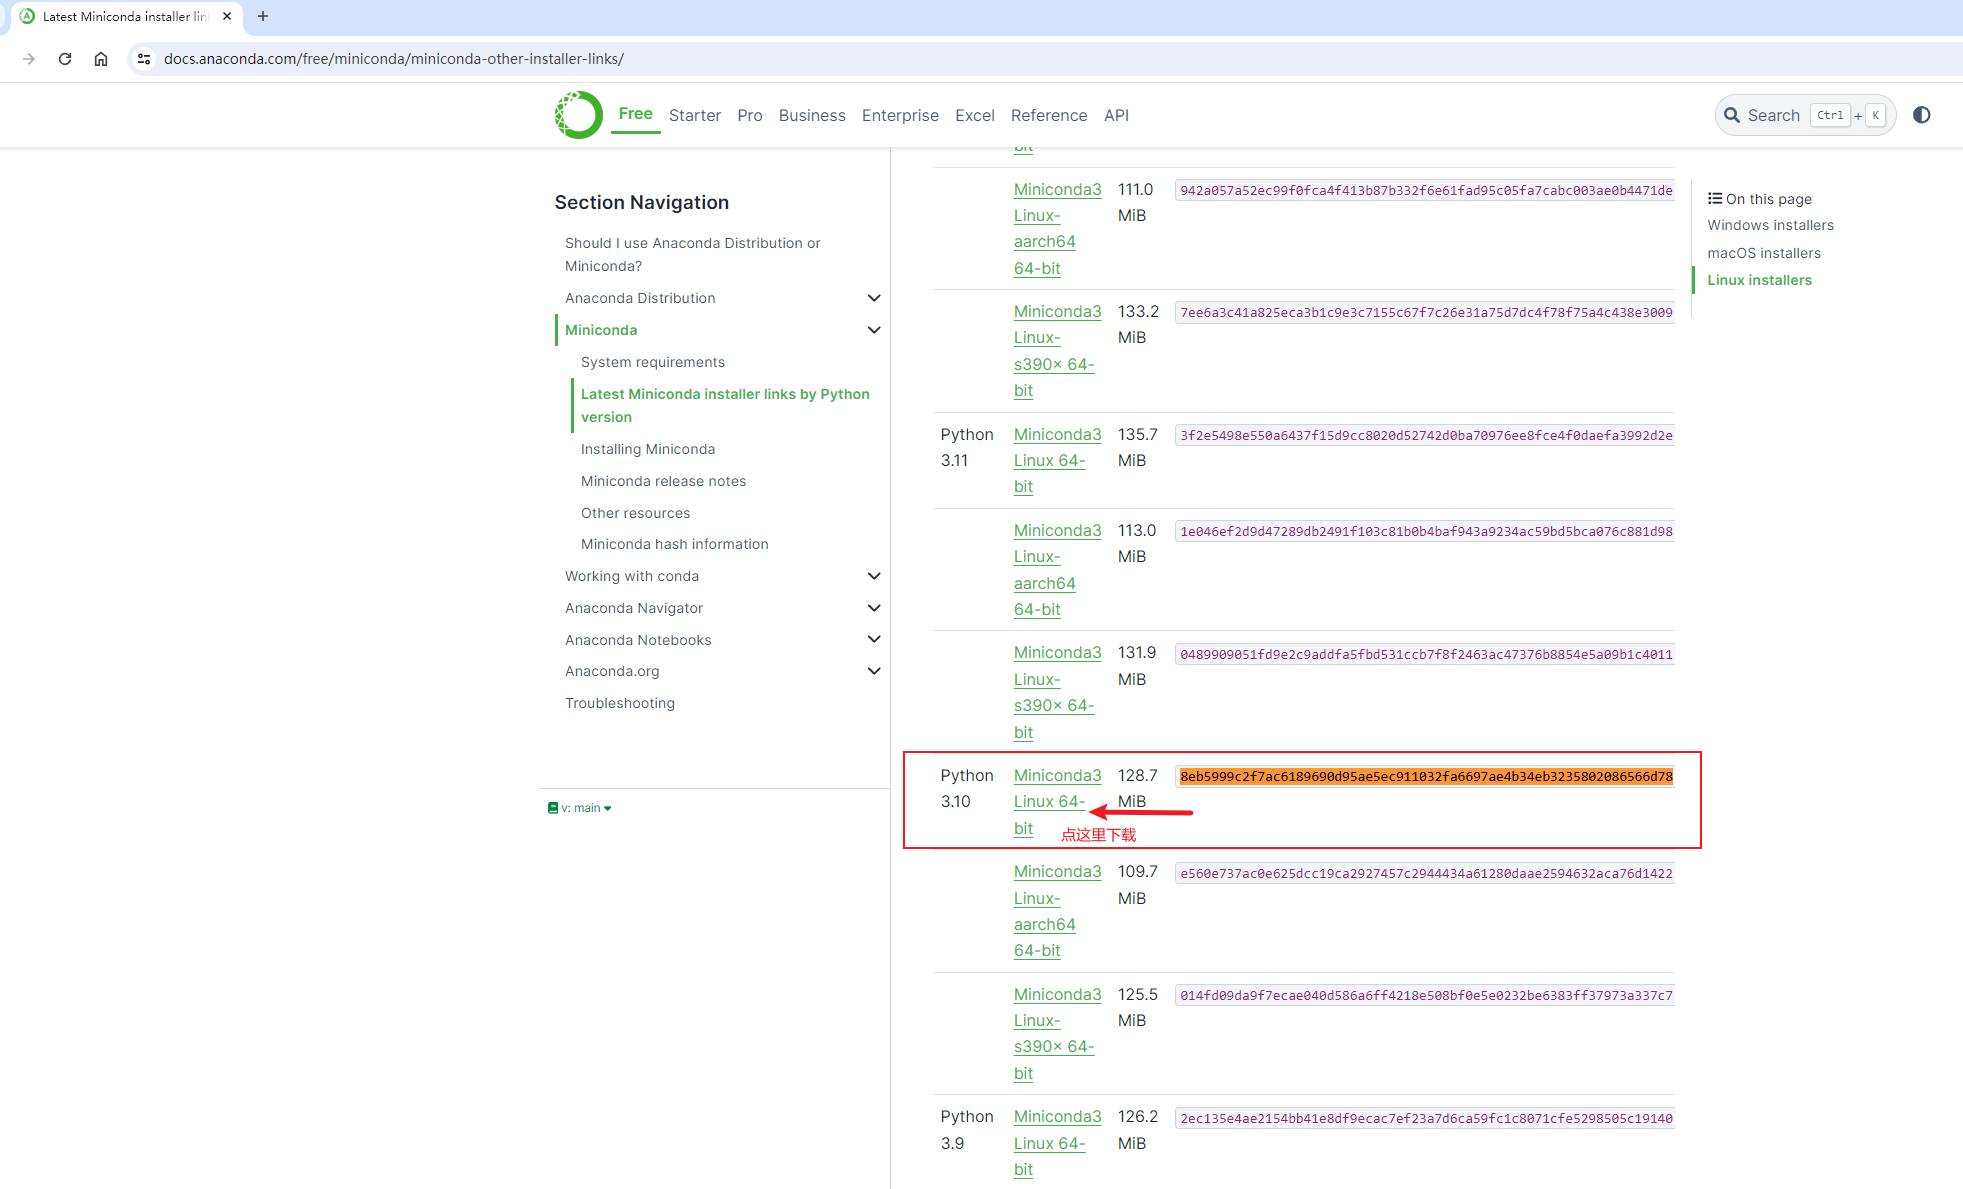 Latest Miniconda installer lin
docs.anaconda.com/free/miniconda/miniconda-other-installer-links/
Free Starter Pro Business Enterprise Excel Reference API
Search Ctrl + K
Section Navigation
Should I use Anaconda Distribution or
Miniconda?
Anaconda Distribution
Miniconda
System requirements
Latest Miniconda installer links by Python
version
Installing Miniconda
Miniconda release notes
Other resources
Miniconda hash information
Working with conda
Anaconda Navigator
Anaconda Notebooks
Anaconda.org
Troubleshooting
v: main
bit
Miniconda3 111.0 942a057a52ec99f0fca4f413b87b332f6e61fad95c05fa7cabc003ae0b4471de
Linux- MiB
aarch64
64-bit
Miniconda3 133.2 7ee6a3c41a825eca3b1c9e3c7155c67f7c26e31a75d7dc4f78f75a4c438e3009
Linux- MiB
s390x 64-
bit
Python Miniconda3 135.7 3f2e5498e550a6437f15d9cc8020d52742d0ba70976ee8fce4f0daefa3992d2e
3.11 Linux 64- MiB
bit
Miniconda3 113.0 1e046ef2d9d47289db2491f103c81b0b4baf943a9234ac59bd5bca076c881d98
Linux- MiB
aarch64
64-bit
Miniconda3 131.9 0489909051fd9e2c9addfa5fbd531ccb7f8f2463ac47376b8854e5a09b1c4011
Linux- MiB
s390x 64-
bit
Python Miniconda3 128.7 8eb5999c2f7ac6189690d95ae5ec911032fa6697ae4b34eb3235802086566d78
3.10 Linux 64- MiB
bit 点这里下载
Miniconda3 109.7 e560e737ac0e625dcc19ca2927457c2944434a61280daae2594632aca76d1422
Linux- MiB
aarch64
64-bit
Miniconda3 125.5 014fd09da9f7ecae040d586a6ff4218e508bf0e5e0232be6383ff37973a337c7
Linux- MiB
s390x 64-
bit
Python Miniconda3 126.2 2ec135e4ae2154bb41e8df9ecac7ef23a7d6ca59fc1c8071cfe5298505c19140
3.9 Linux 64- MiB
bit
On this page
Windows installers
macOS installers
Linux installers